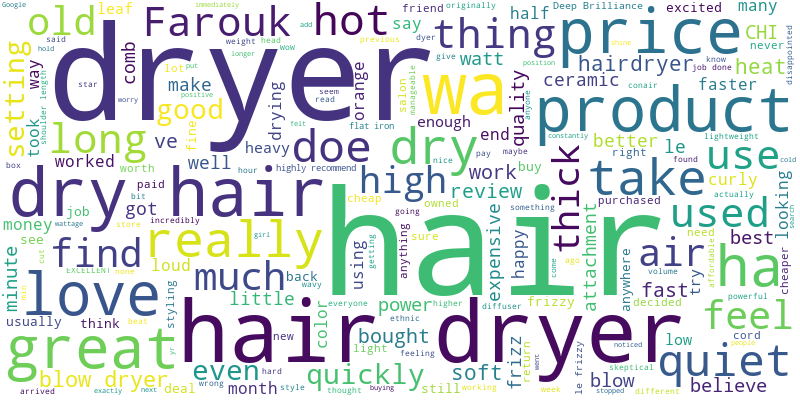 Google
immediately
originally
half
Deep Brilliance
excited
many
leaf
old
Farouk
hot
friend
say
thing
price
CHI
never
disappointed
said
add
wow
previous
dyer
hold
weight
head
longer
setting
way
comb
dryer
watt
hairdryer
heat
know
job done
star
lot
make
seem
read
orange
salon
manageable
give
position
ceramic
faster
conair
shine
took
shoulder length
worry
positive
good
fine
drying
felt
flat iron
quality
wa
product
anyone
constantly
lightweight
long
ve
doe
enough
end
better
right
le
found
cold
box
worked
well
heavy
dry
nice
pay
maybe
buy
use
worth
hour
highly recommend
work
thick
take
curly
actually
dry hair
high
review
looking
search
bit
paid
cheap
owned
something
purchased
money
job
got
incredibly
going
expensive
used
best
wattage
store
girl
anything
sure
happy
attachment
air
need
cheaper
find
really
getting
anywhere
affordable
ha
see
cut
loud
using
hair
come
ago
try
volume
minute
EXCELLENT
none
much
back
wavy
fast
decided
powerful
love
min
beat
styling
little
everyone
power
higher
diffuser
frizzy
feel
usually
think
yr
color
new
ethnic
bought
hair dryer
low
cord
people
great
even
light
feeling
frizz
return
went
le frizzy
noticed
skeptical
quiet
blow dryer
deal
wrong
month
hard
style
quickly
thought
buying
still
soft
working
week
blow
stopped
different
believe
arrived
exactly
next